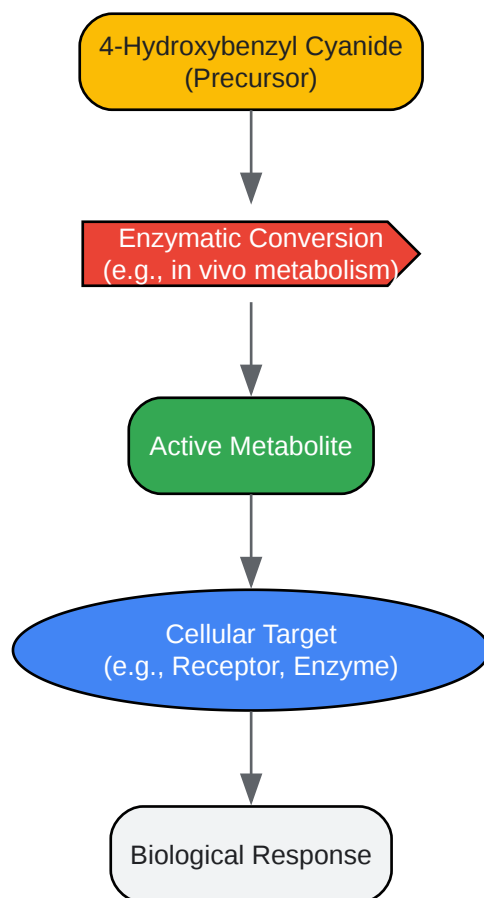 4-Hydroxybenzyl Cyanide
(Precursor)
Enzymatic Conversion
(e.g., in vivo metabolism)
Active Metabolite
Cellular Target
(e.g., Receptor, Enzyme)
Biological Response